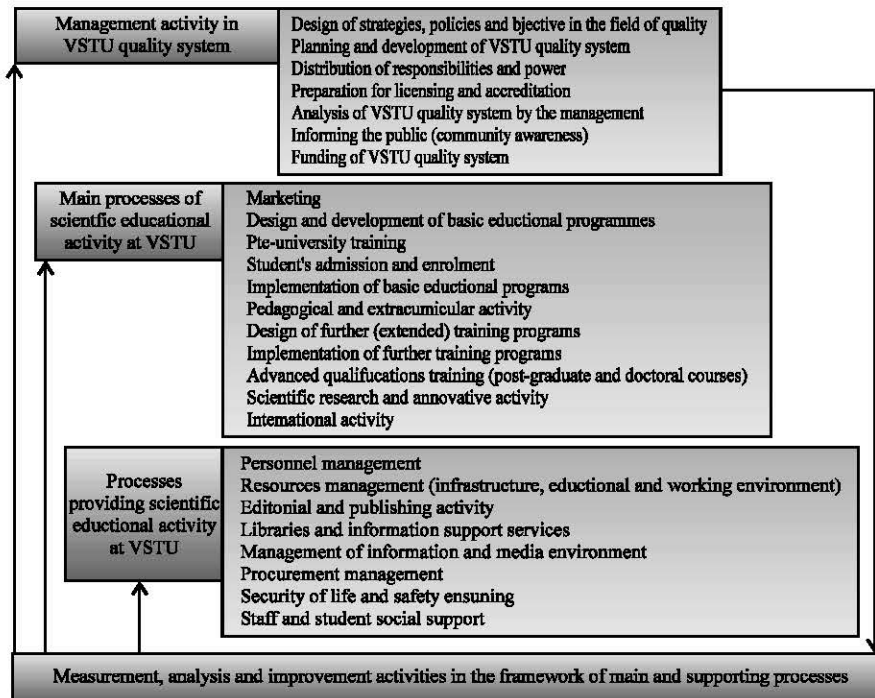 Management activity in
VSTU quality system
Design of strategies, policies and bjective in the field of quality
Planning and development of VSTU quality system
Distribution of responsibilities and power
Preparation for licensing and accreditation
Analysis of VSTU quality system by the management
Informing the public (community awareness)
Funding of VSTU quality system
Main processes of
scientfic educational
activity at VSTU
Marketing
Design and development of basic eductional programmes
Pte-university training
Student's admission and enrolment
Implementation of basic eductional programs
Pedagogical and extracumicular activity
Design of further (extended) training programs
Implementation of further training programs
Advanced qualifucations training (post-graduate and doctoral courses)
Scientific research and annovative activity
International activity
Processes
providing scientific
eductional activity
at VSTU
Personnel management
Resources management (infrastructure, eductional and working environment)
Editonial and publishing activity
Libraries and information support services
Management of information and media environment
Procurement management
Security of life and safety ensuning
Staff and student social support
Measurement, analysis and improvement activities in the framework of main and supporting processes